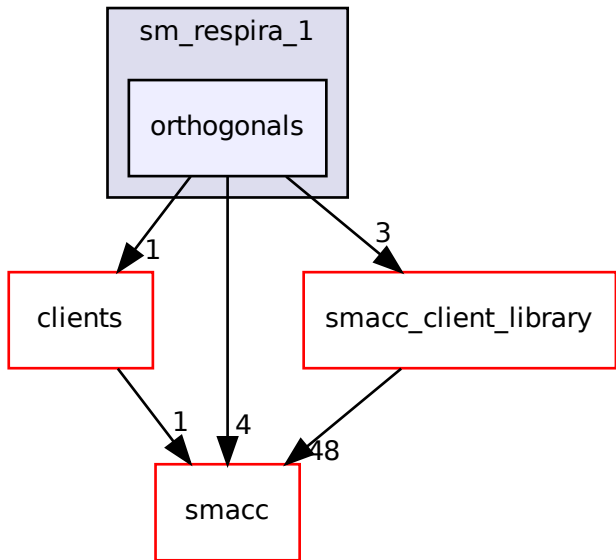 sm_respira_1
orthogonals
1
3
clients
smacc_client_library
1
4
48
smacc